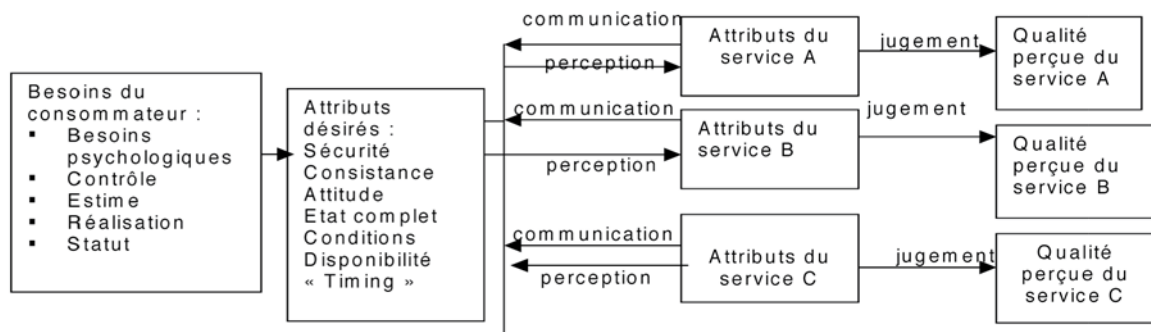 Besoins du
consommateur :
▪ Besoins
psychologiques
▪ Contrôle
▪ Estime
▪ Réalisation
▪ Statut
Attributs
désirés :
Sécurité
Consistance
Attitude
Etat complet
Conditions
Disponibilité
« Timing »
communication
perception
Attributs du
service A
jugement
Qualité
perçue du
service A
communication
perception
Attributs du
service B
jugement
Qualité
perçue du
service B
communication
perception
Attributs du
service C
jugement
Qualité
perçue du
service C